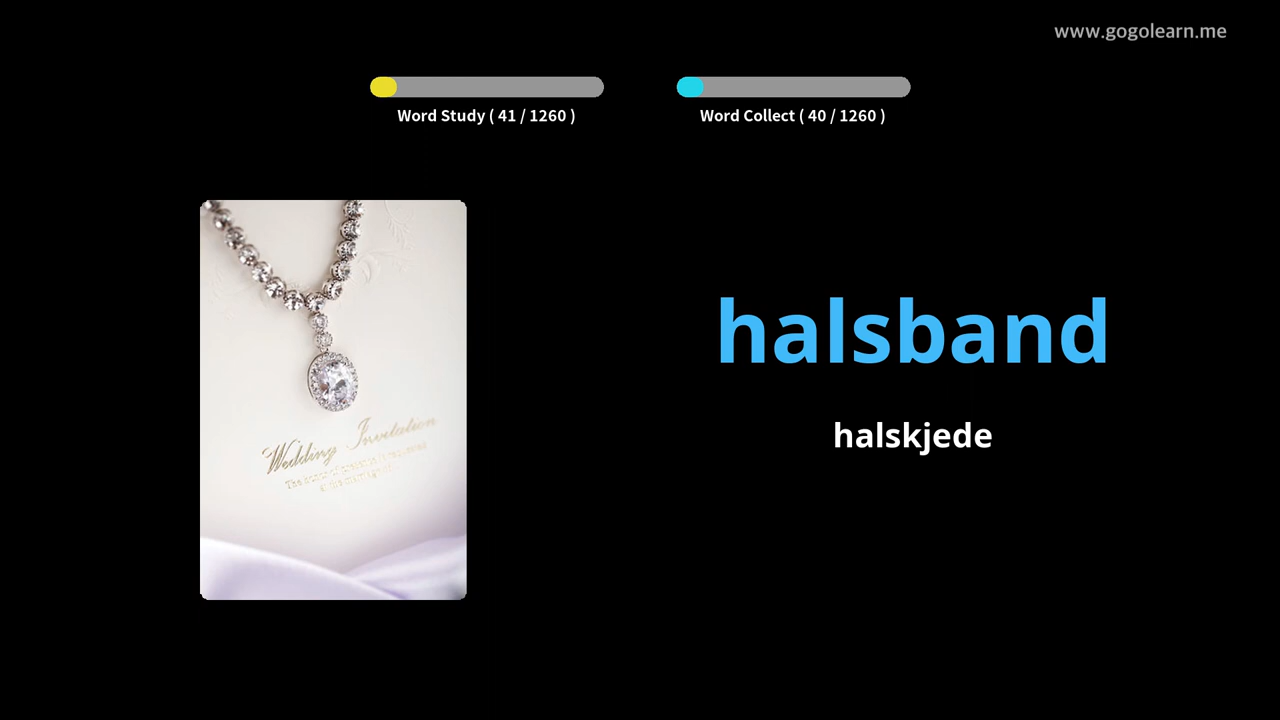 www.gogolearn.me
Word Study ( 41 / 1260 )
Word Collect ( 40 / 1260 )
halsband
halskjede
Wedding Invitation